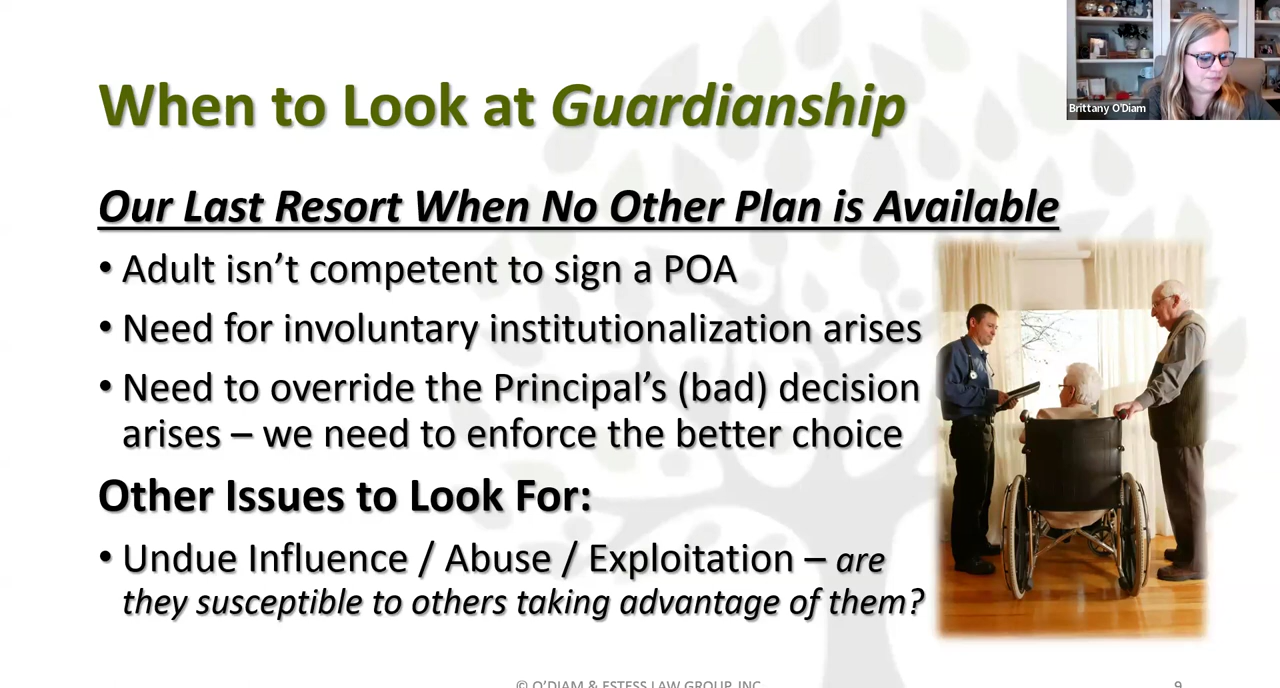 Brittany O'Diam
When to Look at Guardianship
Our Last Resort When No Other Plan is Available
• Adult isn’t competent to sign a POA
• Need for involuntary institutionalization arises
• Need to override the Principal’s (bad) decision
arises – we need to enforce the better choice
Other Issues to Look For:
• Undue Influence / Abuse / Exploitation – are
they susceptible to others taking advantage of them?
© O’DIAM & ESTESS LAW GROUP, INC.
9